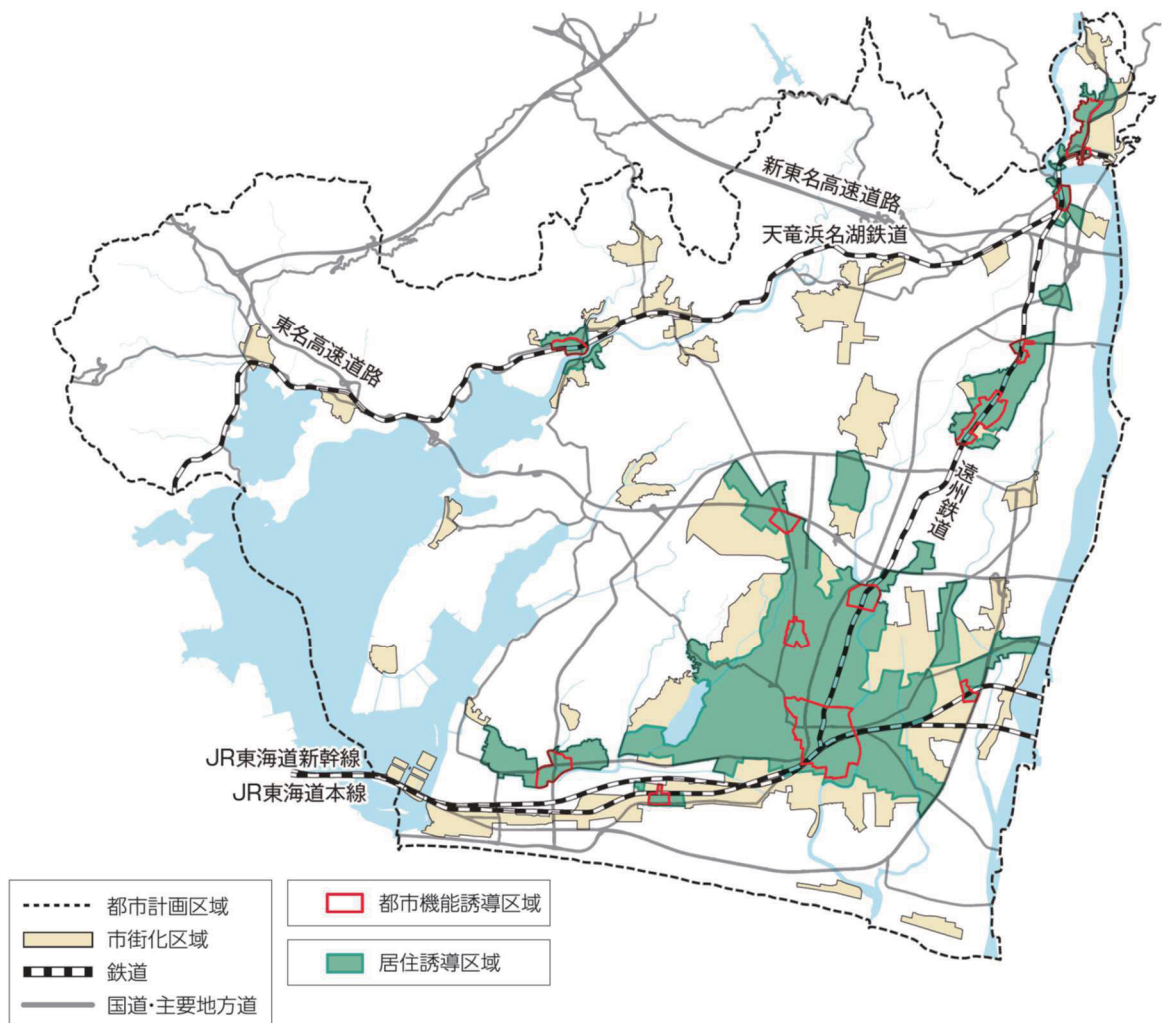 新東名高速道路
天竜浜名湖鉄道
東名高速道路
遠州鉄道
JR東海道新幹線
JR東海道本線
都市計画区域
市街化区域
鉄道
国道・主要地方道
都市機能誘導区域
居住誘導区域